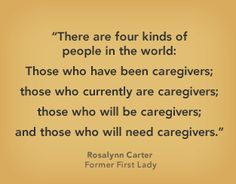 “There are four kinds of
people in the world:
Those who have been caregivers;
those who currently are caregivers;
those who will be caregivers;
and those who will need caregivers.”
Rosalynn Carter
Former First Lady